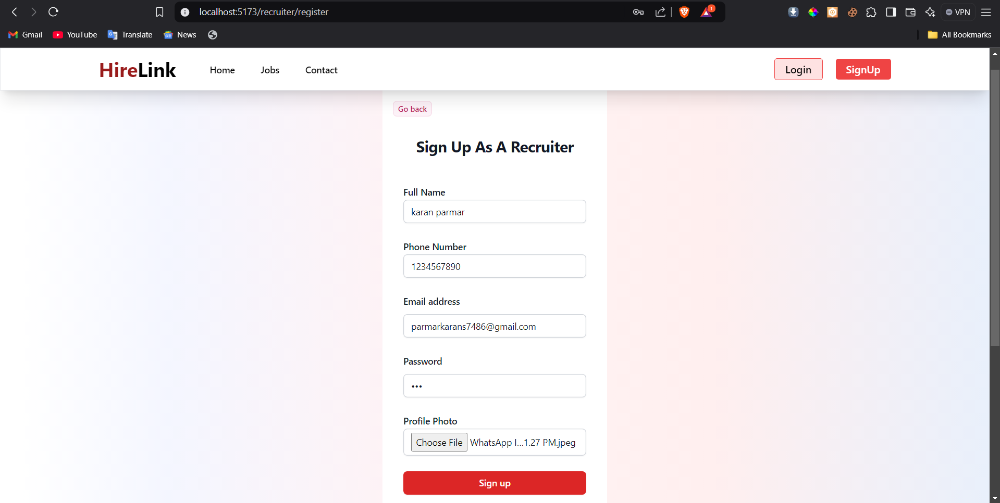 localhost:5173/recruiter/register
1
VPN
Gmail
YouTube
Translate
News
All Bookmarks
HireLink
Home
Jobs
Contact
Login
SignUp
Go back
Sign Up As A Recruiter
Full Name
karan parmar
Phone Number
1234567890
Email address
parmarkarans7486@gmail.com
Password
•••
Profile Photo
Choose File WhatsApp I...1.27 PM.jpeg
Sign up